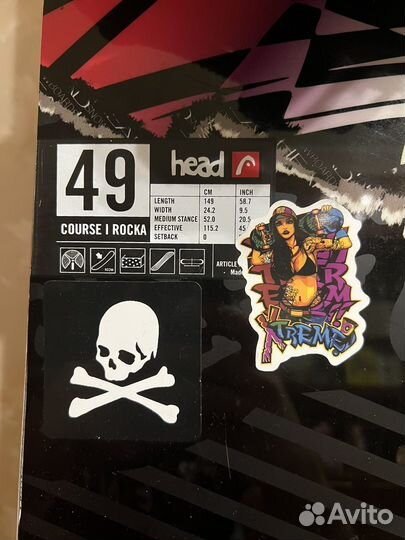 49
head
CM INCH
LENGTH 149 58.7
WIDTH 24.2 9.5
MEDIUM STANCE 52.0 20.5
EFFECTIVE 115.2 45
SETBACK 0
COURSE I ROCKA
ARTICLE
Made
XTREME
Avito